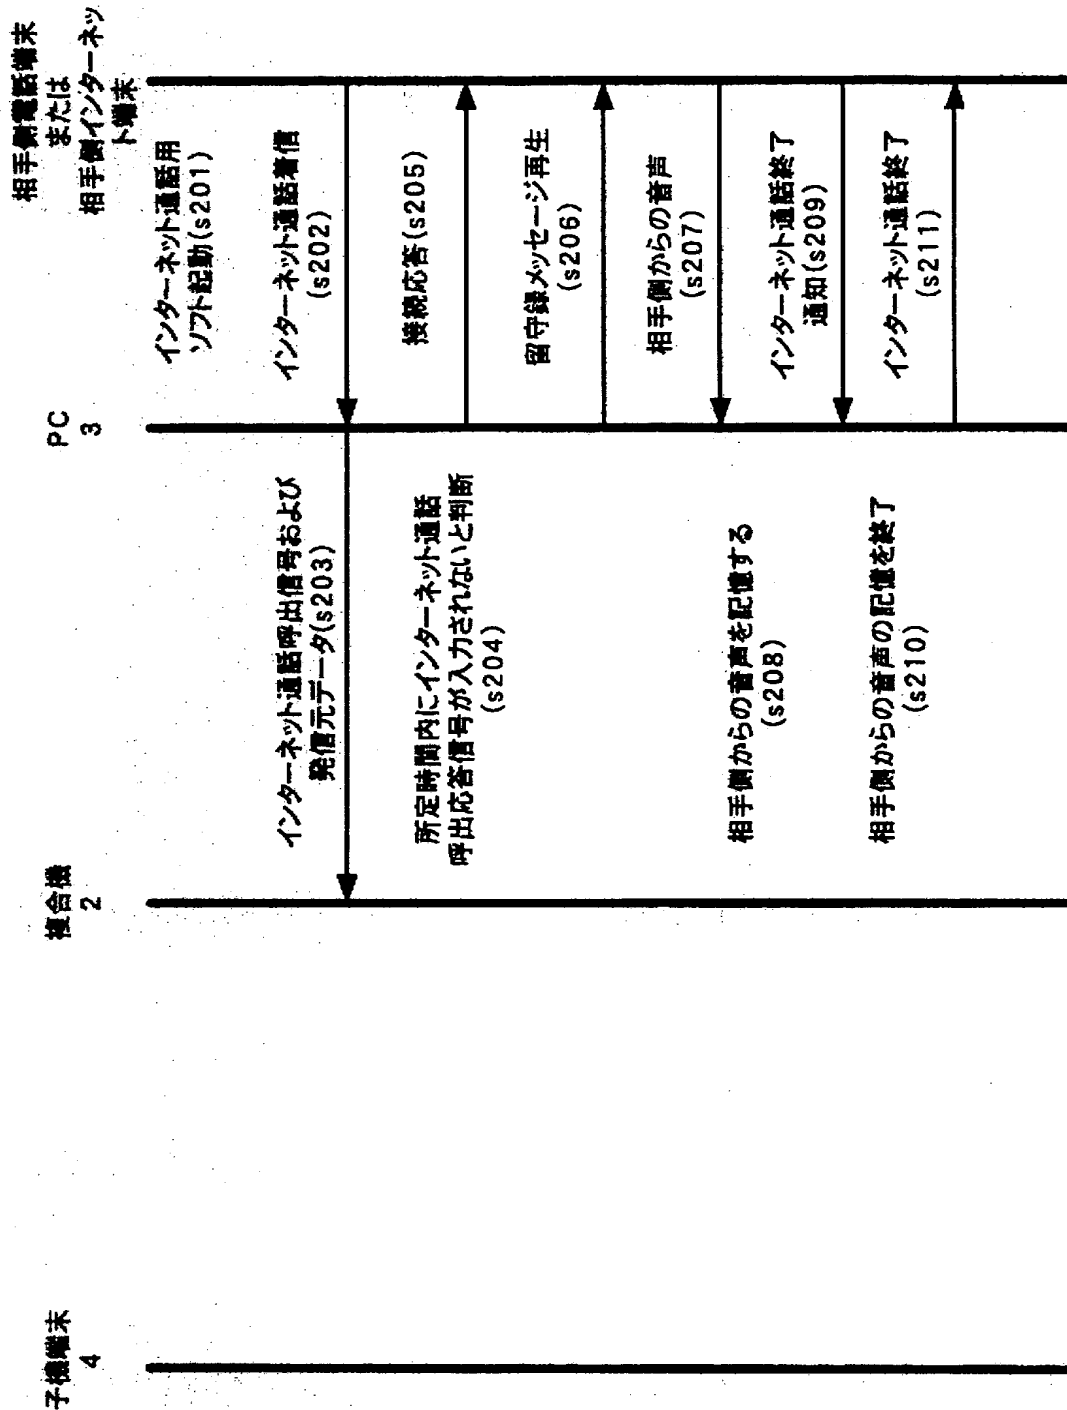 子機端末
4
複合機
2
PC
3
相手側電話端末
または
相手側インターネッ
ト端末
インターネット通話用
ソフト起動(s201)
インターネット通話着信
(s202)
インターネット通話呼出信号および
発信元データ(s203)
所定時間内にインターネット通話
呼出応答信号が入力されないと判断
(s204)
接続応答(s205)
留守録メッセージ再生
(s206)
相手側からの音声
(s207)
相手側からの音声を記憶する
(s208)
インターネット通話終了
通知(s209)
相手側からの音声の記憶を終了
(s210)
インターネット通話終了
(s211)